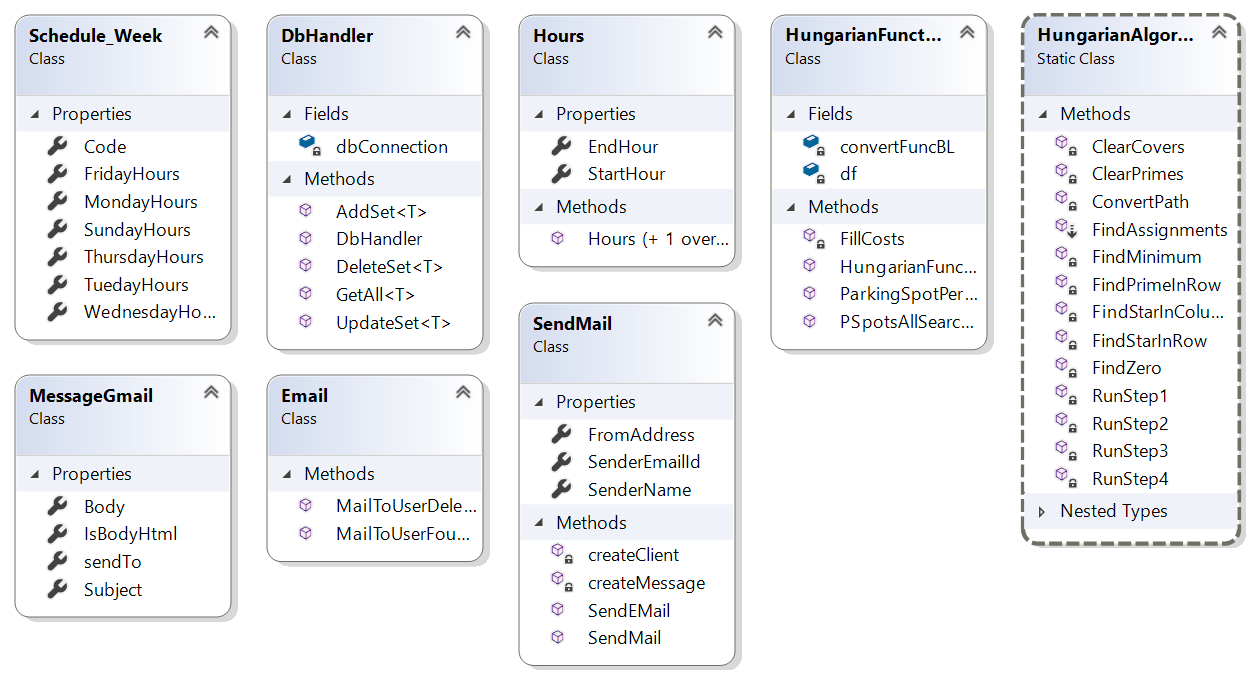 Schedule_Week
Class
Properties
Code
FridayHours
MondayHours
SundayHours
ThursdayHours
TuedayHours
WednesdayHo...
MessageGmail
Class
Properties
Body
IsBodyHtml
sendTo
Subject
DbHandler
Class
Fields
dbConnection
Methods
AddSet<T>
DbHandler
DeleteSet<T>
GetAll<T>
UpdateSet<T>
Email
Class
Methods
MailToUserDele...
MailToUserFou...
Hours
Class
Properties
EndHour
StartHour
Methods
Hours (+ 1 over...
SendMail
Class
Properties
FromAddress
SenderEmailId
SenderName
Methods
createClient
createMessage
SendEMail
SendMail
HungarianFunct...
Class
Fields
convertFuncBL
df
Methods
FillCosts
HungarianFunc...
ParkingSpotPer...
PSpotsAllSearc...
HungarianAlgor...
Static Class
Methods
ClearCovers
ClearPrimes
ConvertPath
FindAssignments
FindMinimum
FindPrimeInRow
FindStarInColu...
FindStarInRow
FindZero
RunStep1
RunStep2
RunStep3
RunStep4
Nested Types